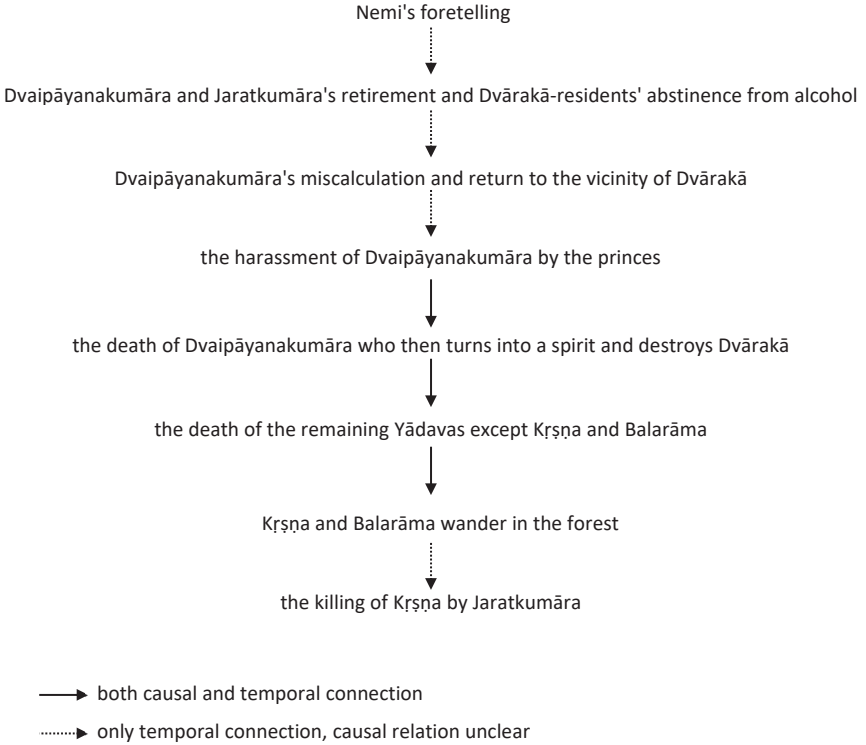 Nemi's foretelling
Dvaipāyanakumāra and Jaratkumāra's retirement and Dvārakā-residents' abstinence from alcohol
Dvaipāyanakumāra's miscalculation and return to the vicinity of Dvārakā
the harassment of Dvaipāyanakumāra by the princes
the death of Dvaipāyanakumāra who then turns into a spirit and destroys Dvārakā
the death of the remaining Yādavas except Kṛṣṇa and Balarāma
Kṛṣṇa and Balarāma wander in the forest
the killing of Kṛṣṇa by Jaratkumāra
both causal and temporal connection
only temporal connection, causal relation unclear